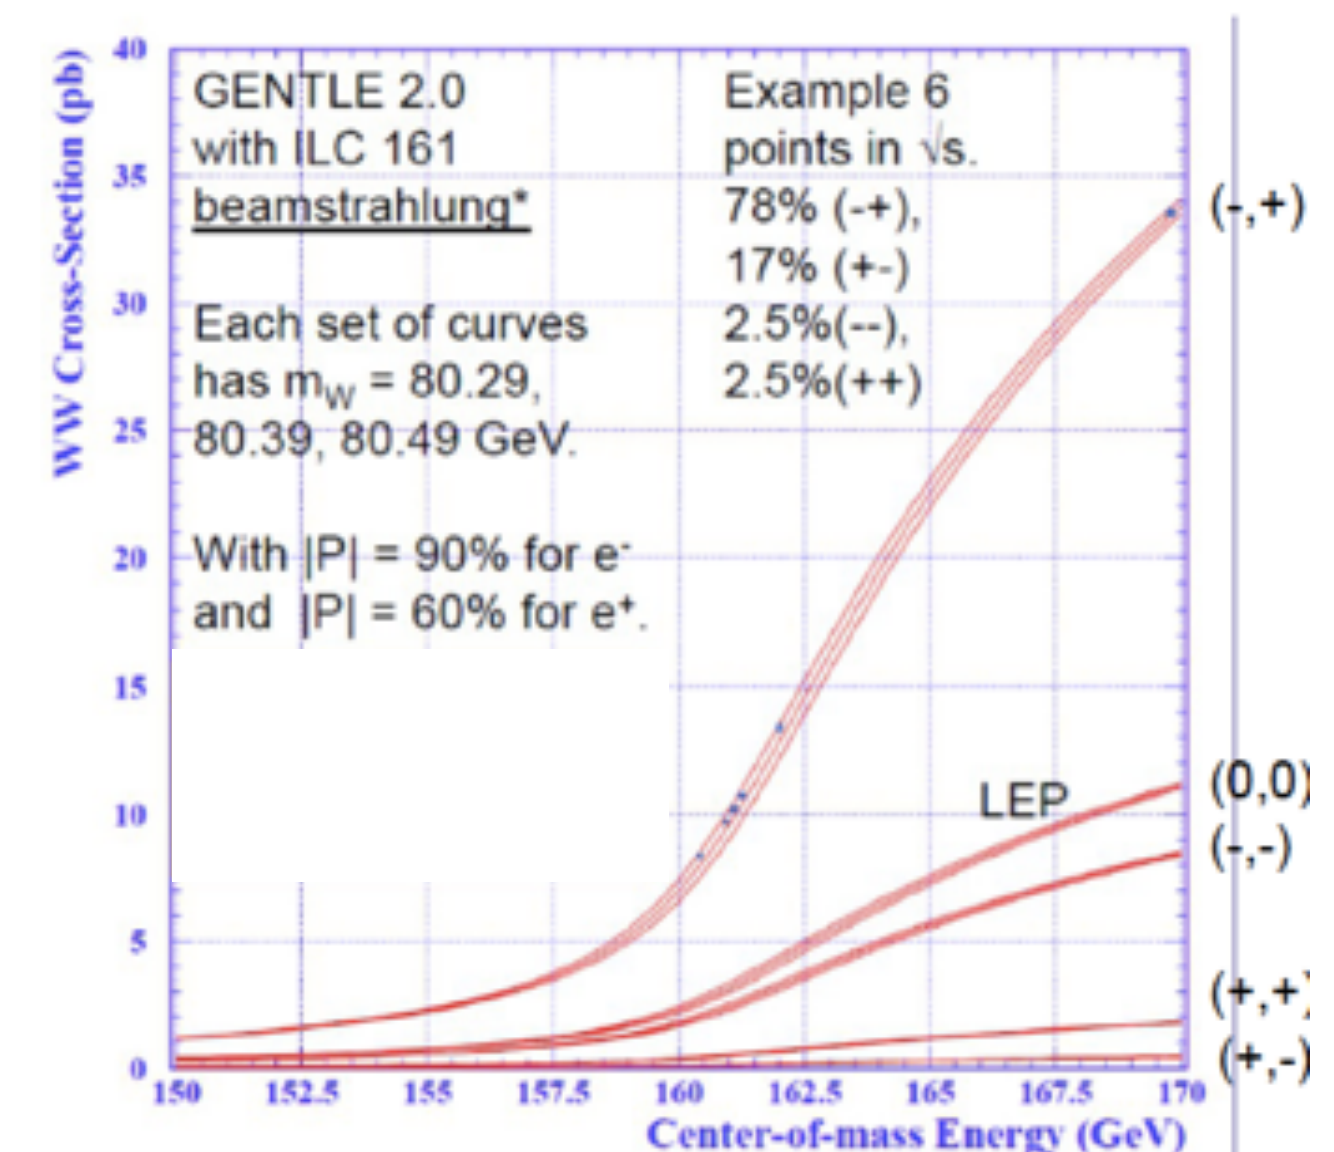 WW Cross-Section (pb)
40
35
30
25
20
15
10
5
0
GENTLE 2.0
with ILC 161
beamstrahlung*
Each set of curves
has mW = 80.29,
80.39, 80.49 GeV.
With |P| = 90% for e-
and |P| = 60% for e+.
Example 6
points in √s.
78% (-+),
17% (+-)
2.5%(--),
2.5%(++)
LEP
(-,+)
(0,0)
(-,-)
(+,+)
(+,-)
150 152.5 155 157.5 160 162.5 165 167.5 170
Center-of-mass Energy (GeV)